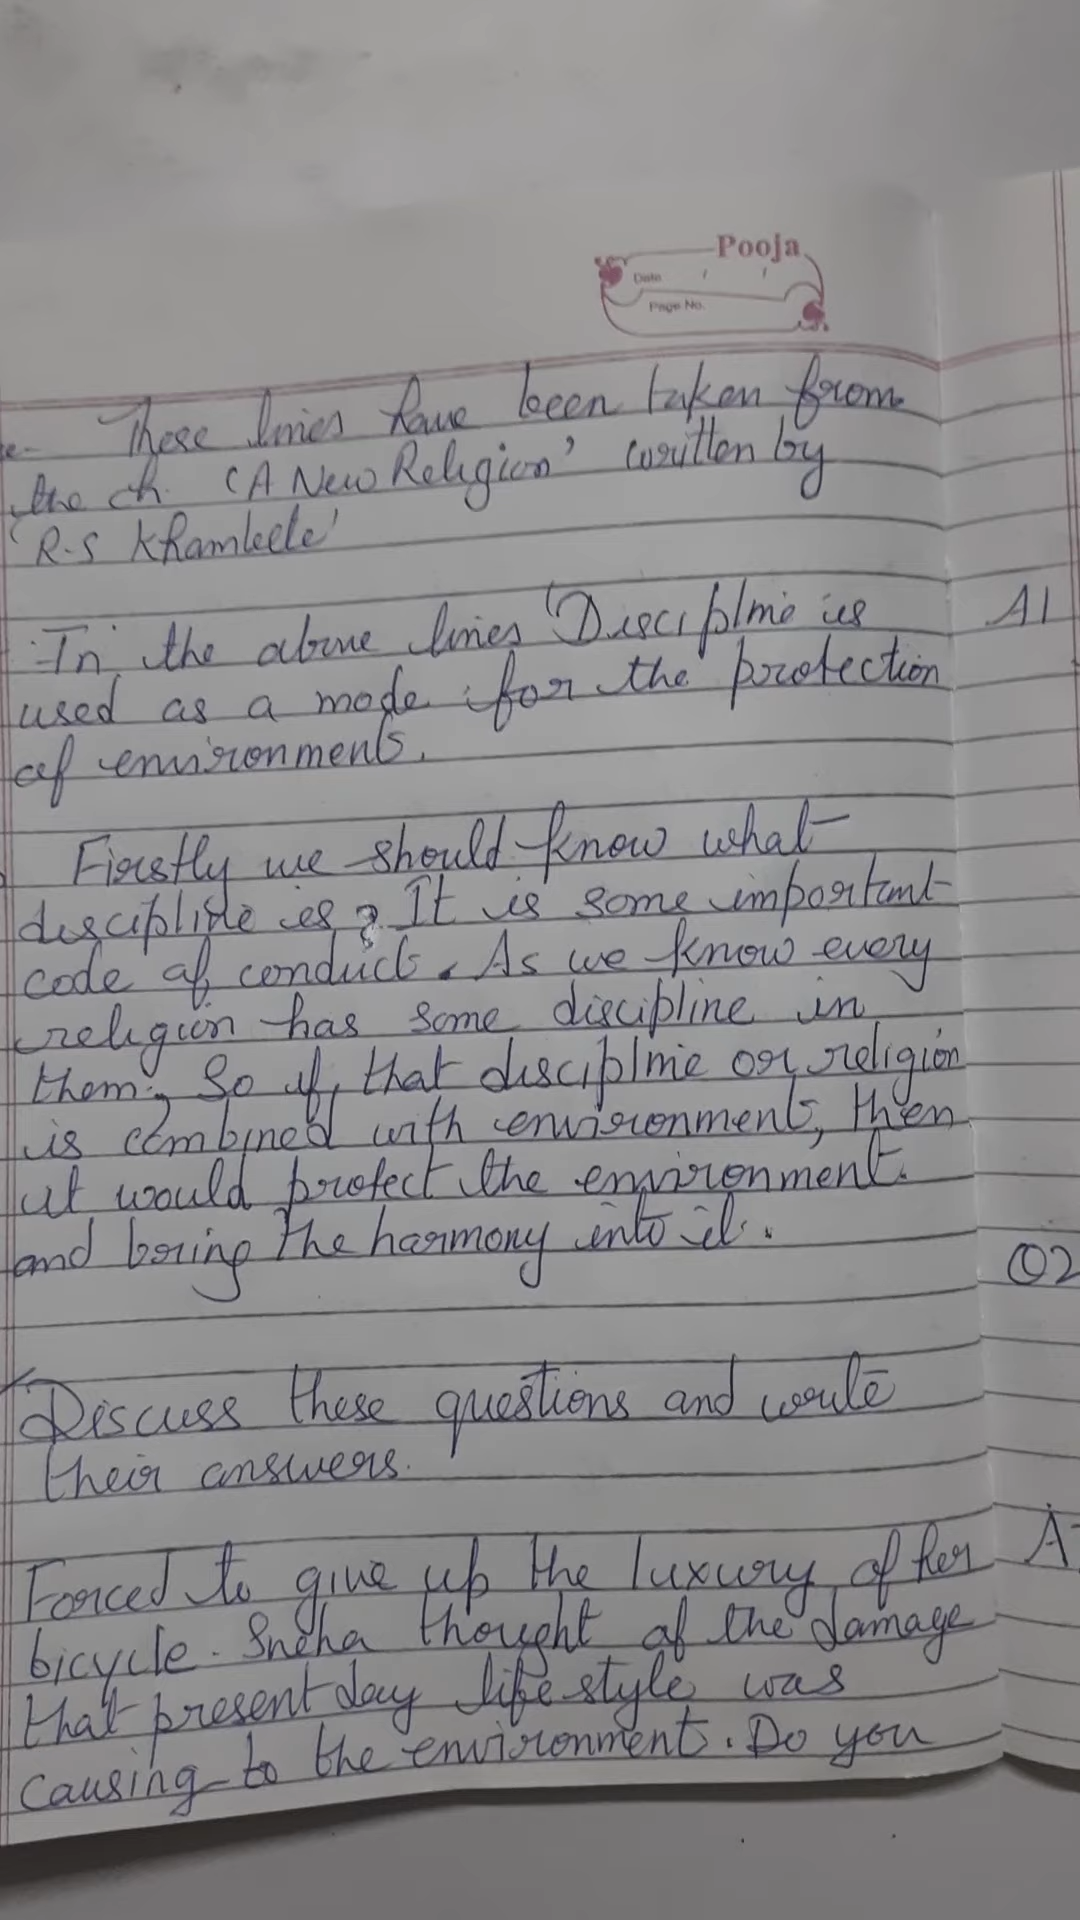 Pooja
Date / /
Page No.
These lines have been taken from
the ch. 'A New Religion' written by
'R.S Khamkele'
In the above lines 'Discipline is
A1
used as a mode for the protection
of environments.
Firstly we should know what
discipline is? It is some important
code of conduct. As we know every
religion has some discipline in
them. So if, that discipline or religion
is combined with environments, then
it would protect the environment.
and bring the harmony into it.
Q2
Discuss these questions and write
their answers.
Forced to give up the luxury of her
A
bicycle. Sneha thought of the damage
that present day life style was
causing to the environment. Do you